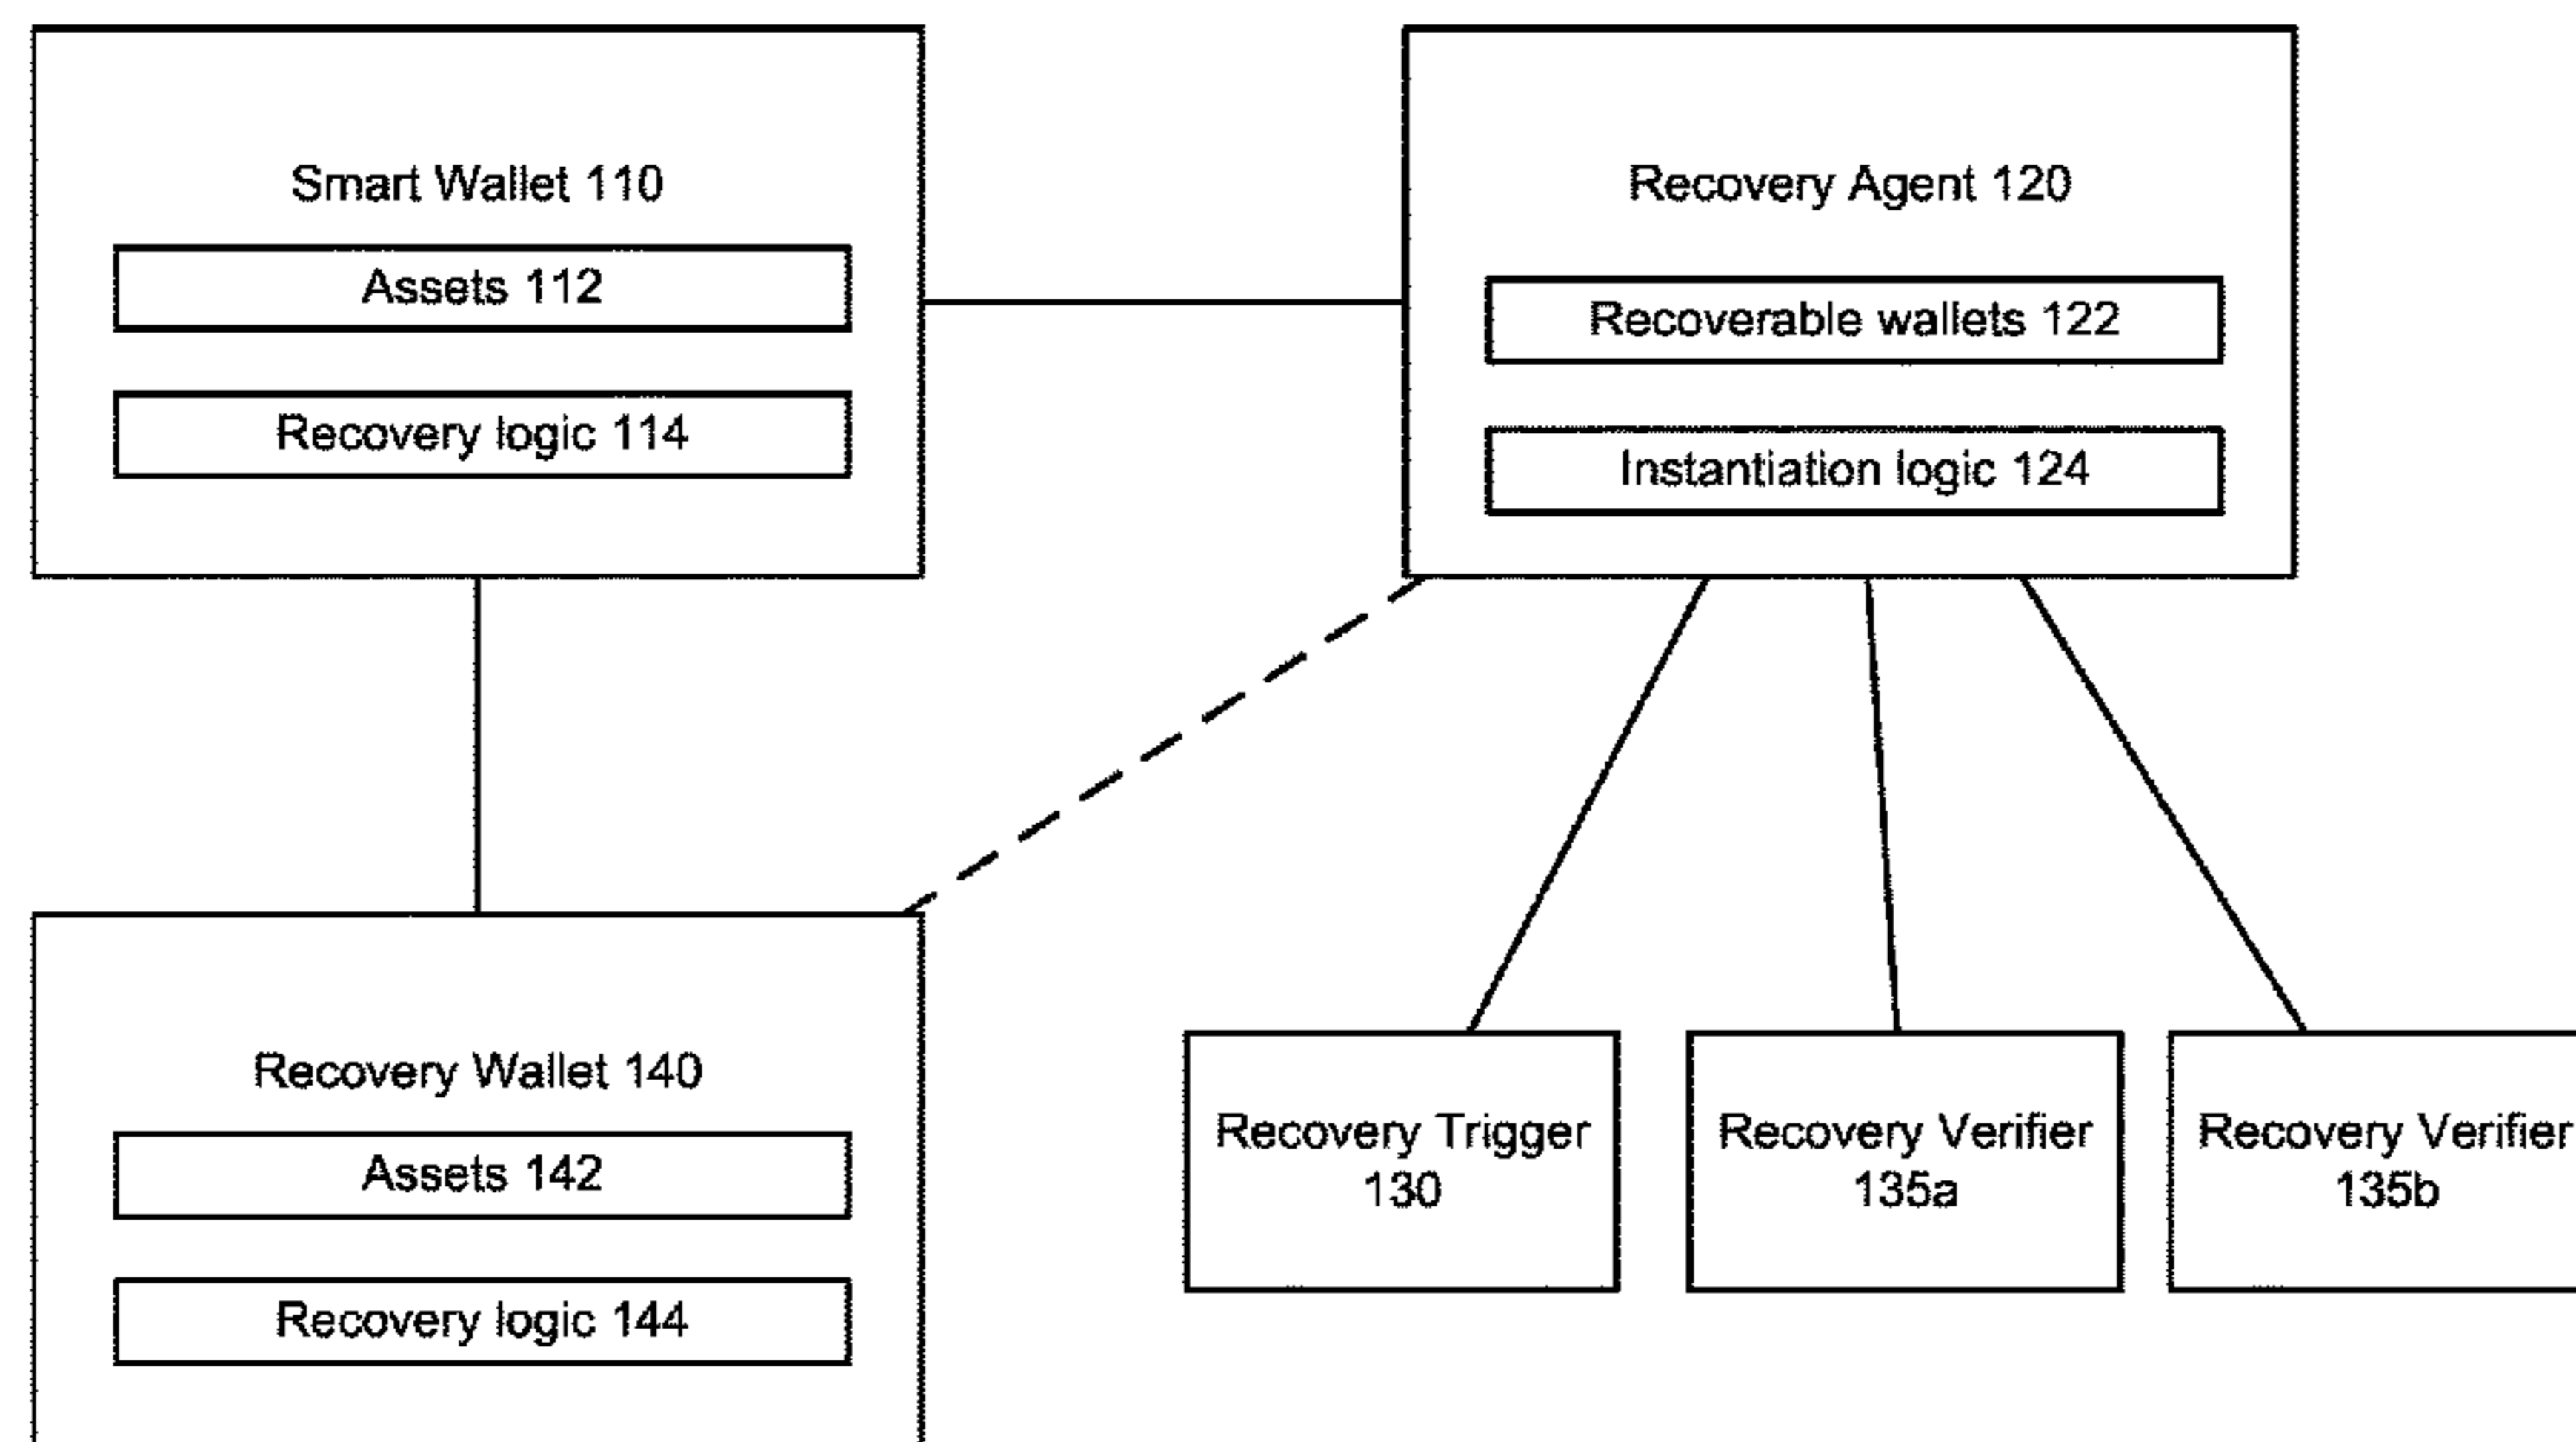 Smart Wallet 110
Assets 112
Recovery logic 114
Recovery Agent 120
Recoverable wallets 122
Instantiation logic 124
Recovery Wallet 140
Assets 142
Recovery logic 144
Recovery Trigger
130
Recovery Verifier
135a
Recovery Verifier
135b